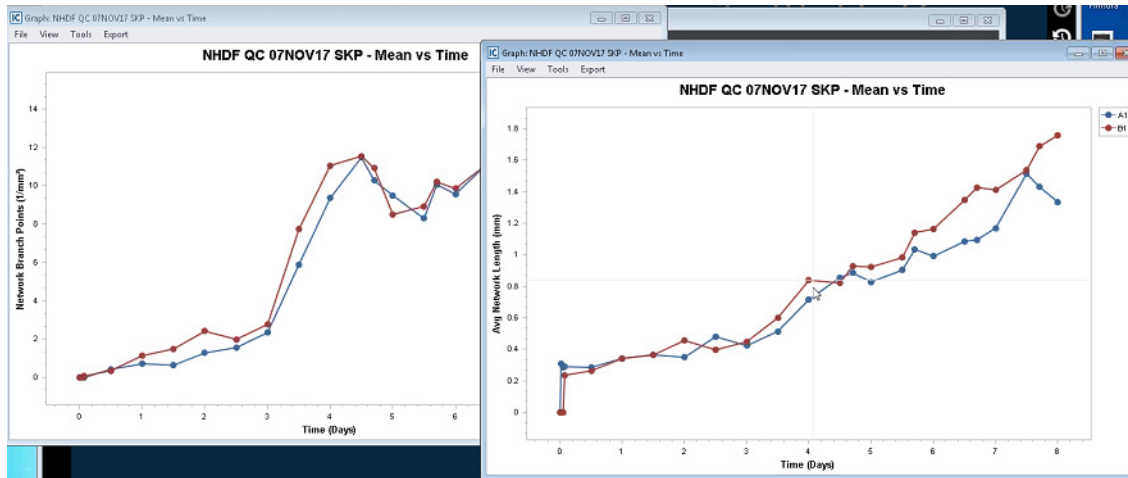 Graph: NHDF QC 07NOV17 SKP - Mean vs Time
File View Tools Export
NHDF QC 07NOV17 SKP - Mean vs Time
14
12
10
8
6
4
2
0
Network Branch Points (1/mm²)
0 1 2 3 4 5 6
Time (Days)
Graph: NHDF QC 07NOV17 SKP - Mean vs Time
File View Tools Export
NHDF QC 07NOV17 SKP - Mean vs Time
A1
B1
1.8
1.6
1.4
1.2
1
0.8
0.6
0.4
0.2
0
Avg Network Length (mm)
0 1 2 3 4 5 6 7 8
Time (Days)